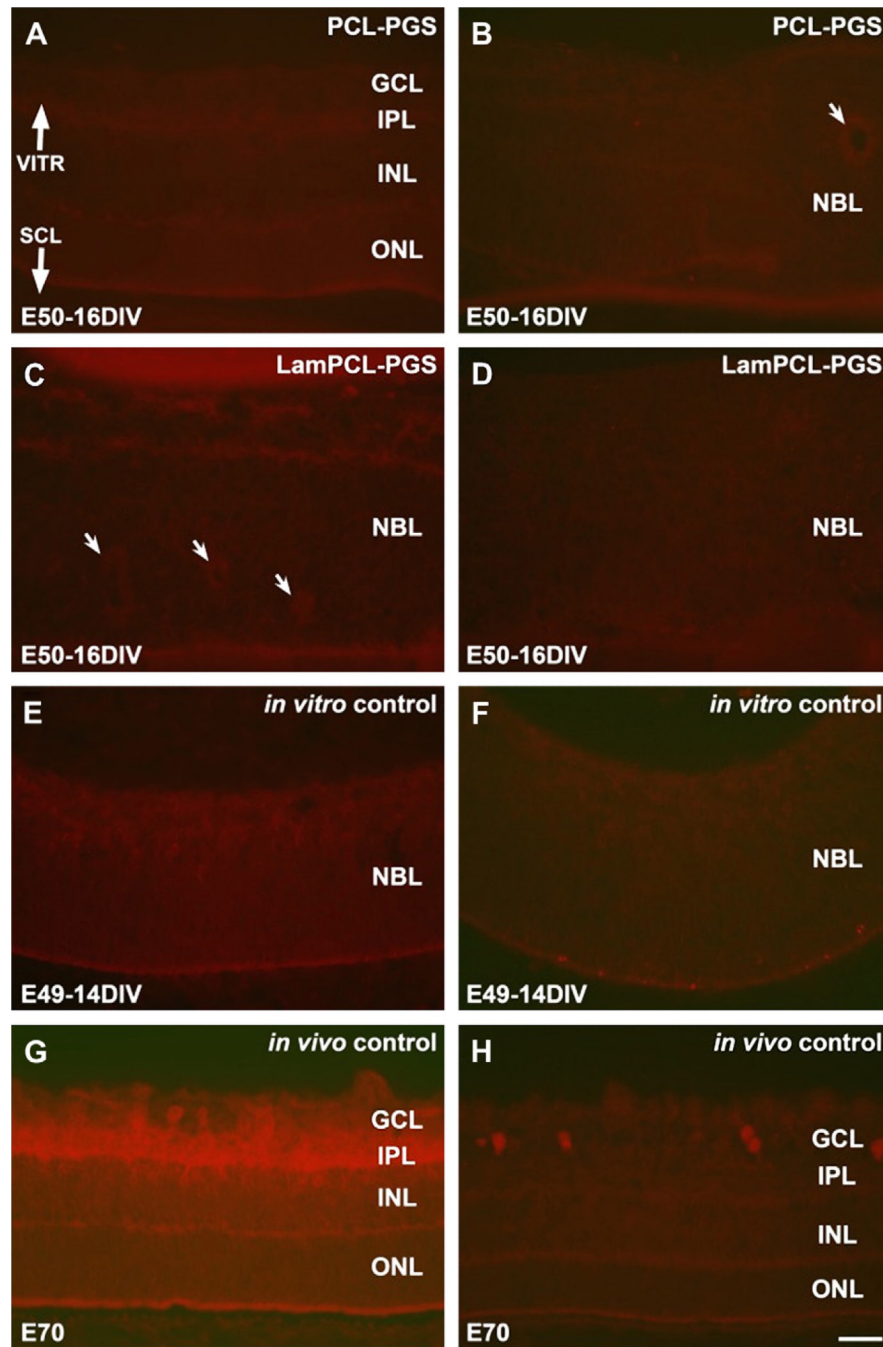 A
PCL-PGS
GCL
IPL
VITR
INL
SCL
ONL
E50-16DIV
B
PCL-PGS
NBL
E50-16DIV
C
LamPCL-PGS
NBL
E50-16DIV
D
LamPCL-PGS
NBL
E50-16DIV
E
in vitro control
NBL
E49-14DIV
F
in vitro control
NBL
E49-14DIV
G
in vivo control
GCL
IPL
INL
ONL
E70
H
in vivo control
GCL
IPL
INL
ONL
E70